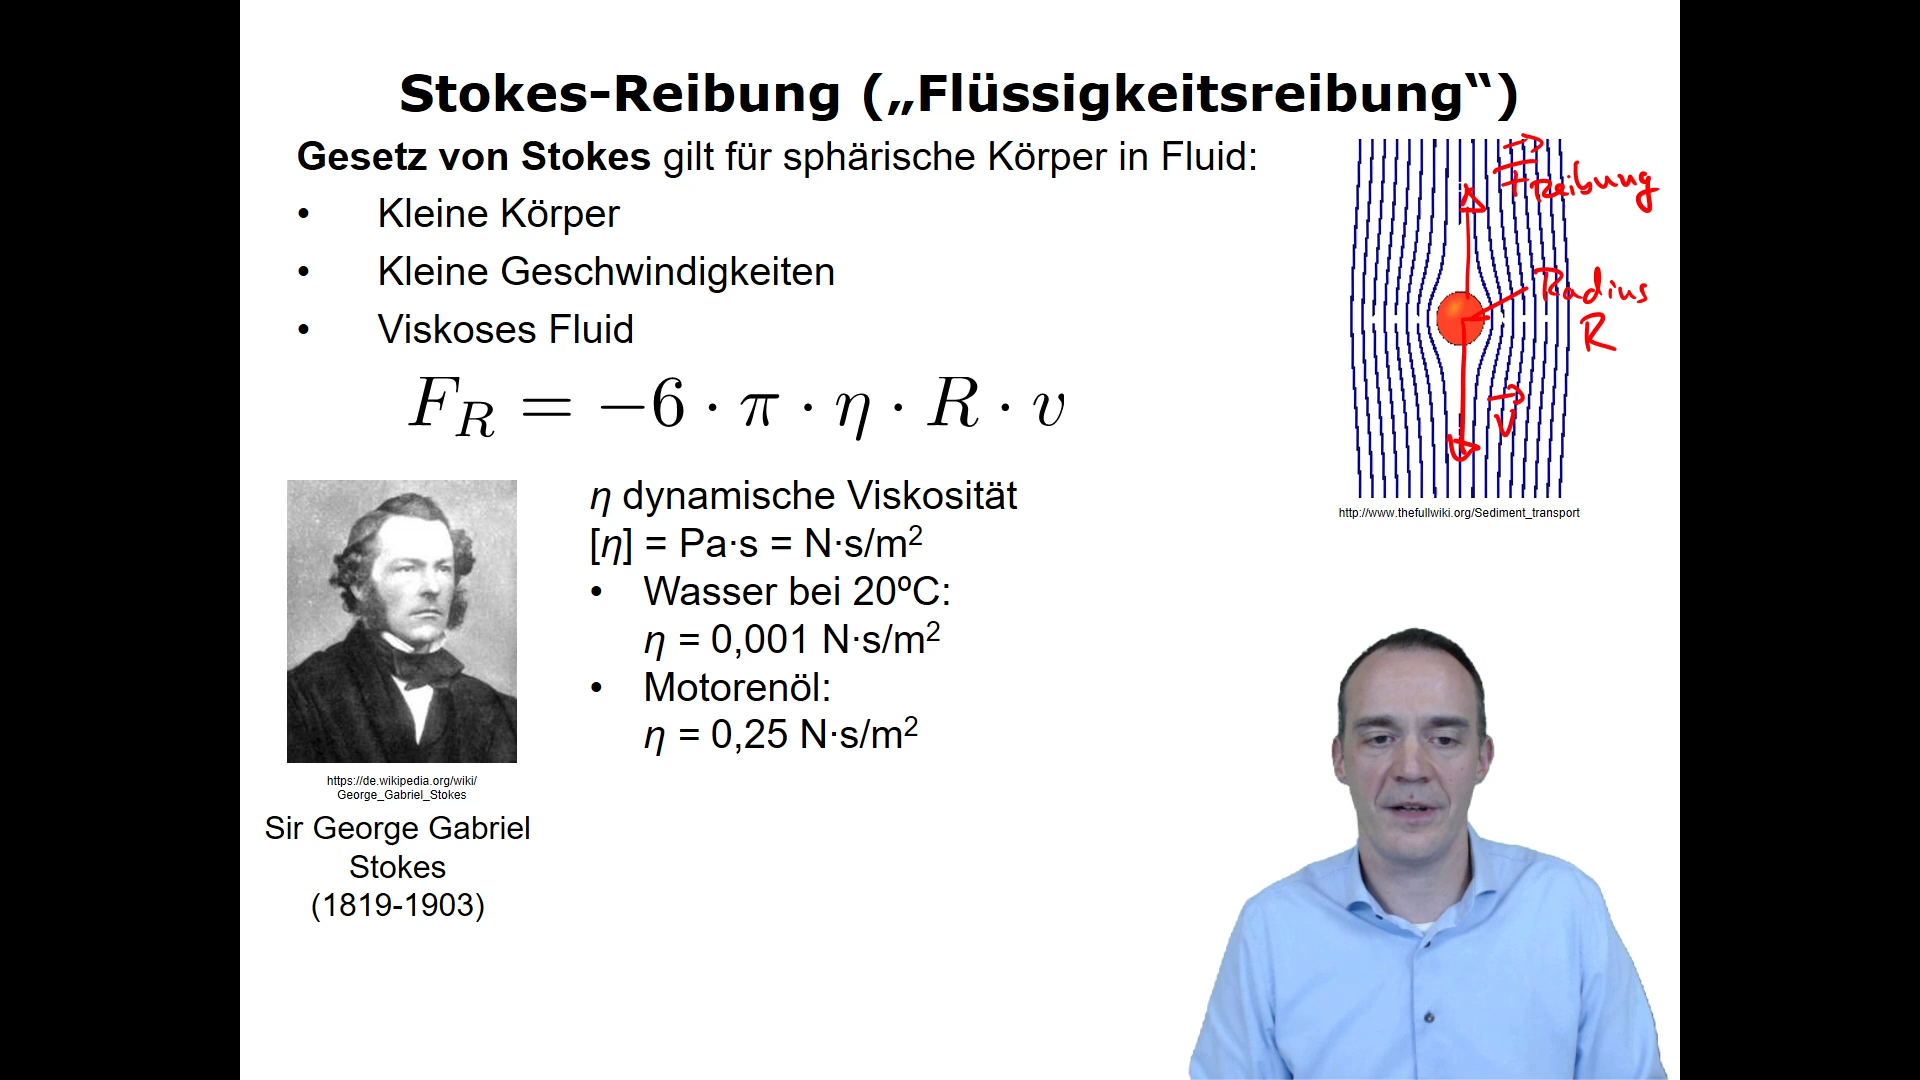 Stokes-Reibung („Flüssigkeitsreibung“)
Gesetz von Stokes gilt für sphärische Körper in Fluid:
• Kleine Körper
• Kleine Geschwindigkeiten
• Viskoses Fluid
F_R = −6 · π · η · R · v
η dynamische Viskosität
[η] = Pa·s = N·s/m²
• Wasser bei 20ºC:
η = 0,001 N·s/m²
• Motorenöl:
η = 0,25 N·s/m²
https://de.wikipedia.org/wiki/
George_Gabriel_Stokes
Sir George Gabriel
Stokes
(1819-1903)
F⃗Reibung
Radius
R
v⃗
http://www.thefullwiki.org/Sediment_transport